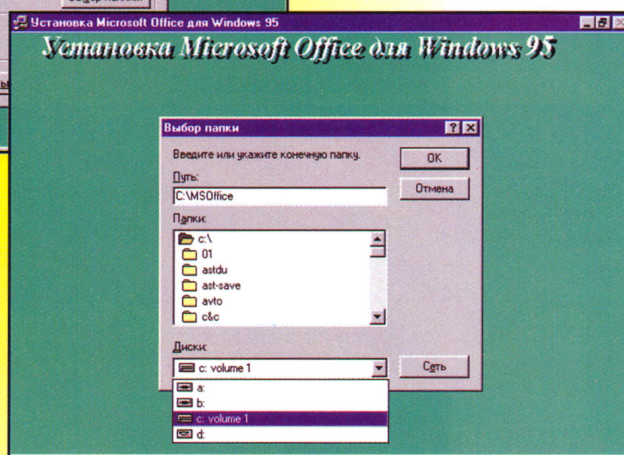 Установка Microsoft Office для Windows 95
Установка Microsoft Office для Windows 95
Выбор папки
Введите или укажите конечную папку.
OK
Путь:
Отмена
C:\MSOffice
Папки:
c:\
01
astdu
ast-save
avto
c&c
Диски:
c: volume 1
Сеть
a:
b:
c: volume 1
d: